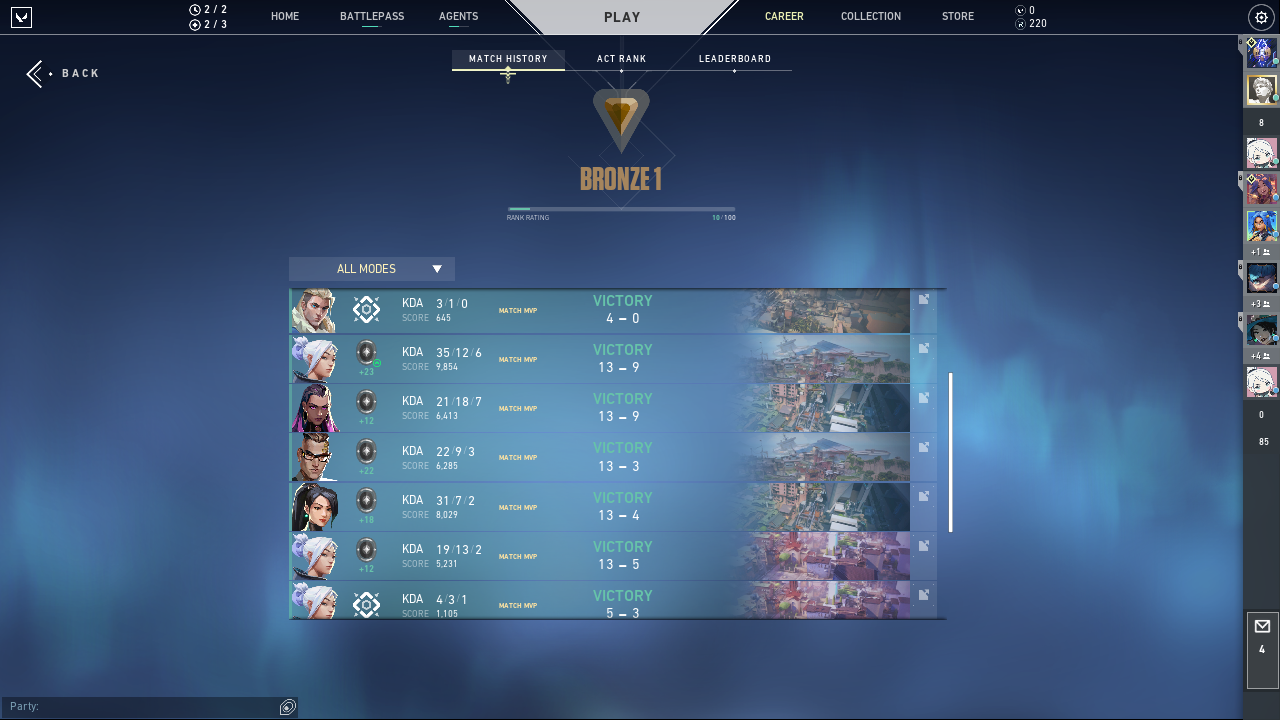 2 / 2
2 / 3
HOME
BATTLEPASS
AGENTS
PLAY
CAREER
COLLECTION
STORE
0
220
BACK
MATCH HISTORY
ACT RANK
LEADERBOARD
BRONZE 1
RANK RATING
10/100
ALL MODES
KDA 3/1/0
SCORE 645
MATCH MVP
VICTORY
4 – 0
KDA 35/12/6
SCORE 9,854
+23
MATCH MVP
VICTORY
13 – 9
KDA 21/18/7
SCORE 6,413
+12
MATCH MVP
VICTORY
13 – 9
KDA 22/9/3
SCORE 6,285
+22
MATCH MVP
VICTORY
13 – 3
KDA 31/7/2
SCORE 8,029
+18
MATCH MVP
VICTORY
13 – 4
KDA 19/13/2
SCORE 5,231
+12
MATCH MVP
VICTORY
13 – 5
KDA 4/3/1
SCORE 1,105
MATCH MVP
VICTORY
5 – 3
8
+1
+3
+4
0
85
4
Party: